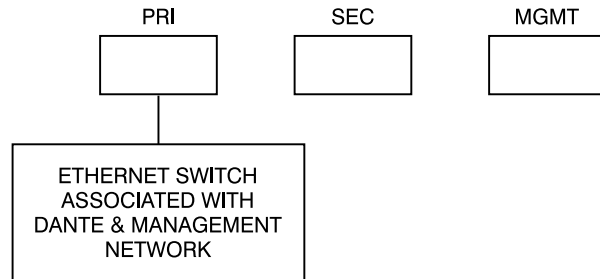 PRI
SEC
MGMT
ETHERNET SWITCH
ASSOCIATED WITH
DANTE & MANAGEMENT
NETWORK